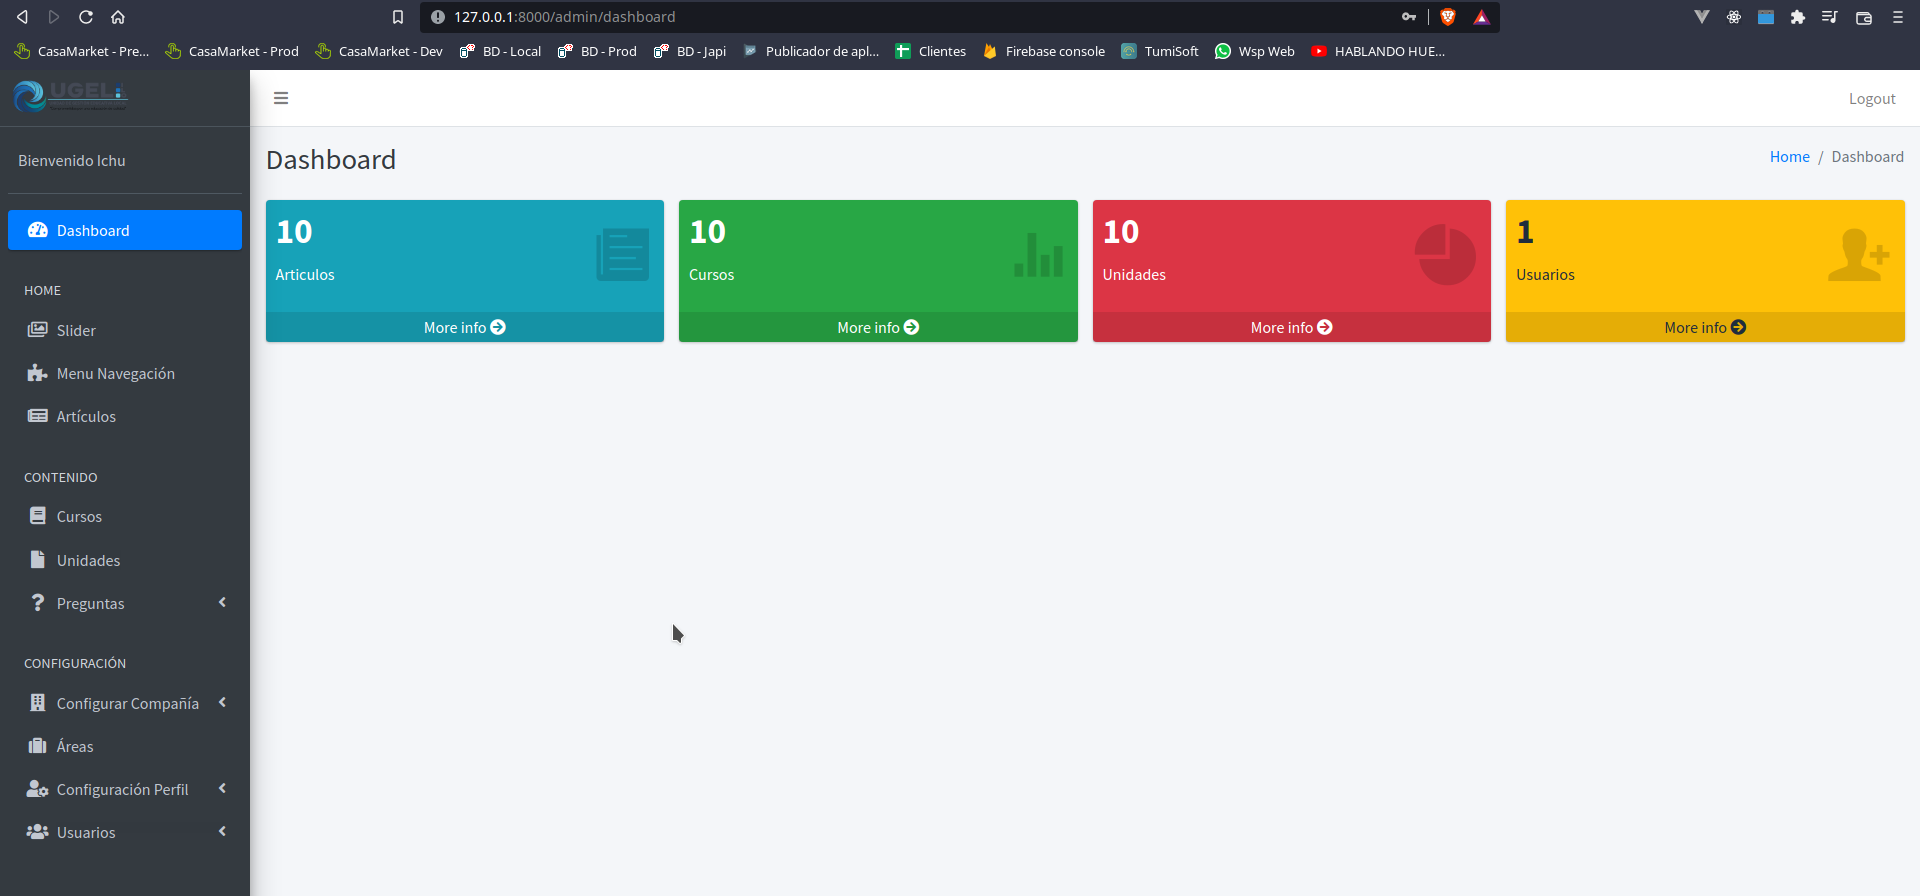 127.0.0.1:8000/admin/dashboard
CasaMarket - Pre... CasaMarket - Prod CasaMarket - Dev BD - Local BD - Prod BD - Japi Publicador de apl... Clientes Firebase console TumiSoft Wsp Web HABLANDO HUE...
UGEL
Logout
Bienvenido Ichu
Dashboard
HOME
Slider
Menu Navegación
Artículos
CONTENIDO
Cursos
Unidades
Preguntas
CONFIGURACIÓN
Configurar Compañía
Áreas
Configuración Perfil
Usuarios
Dashboard
Home / Dashboard
10
Articulos
More info
10
Cursos
More info
10
Unidades
More info
1
Usuarios
More info